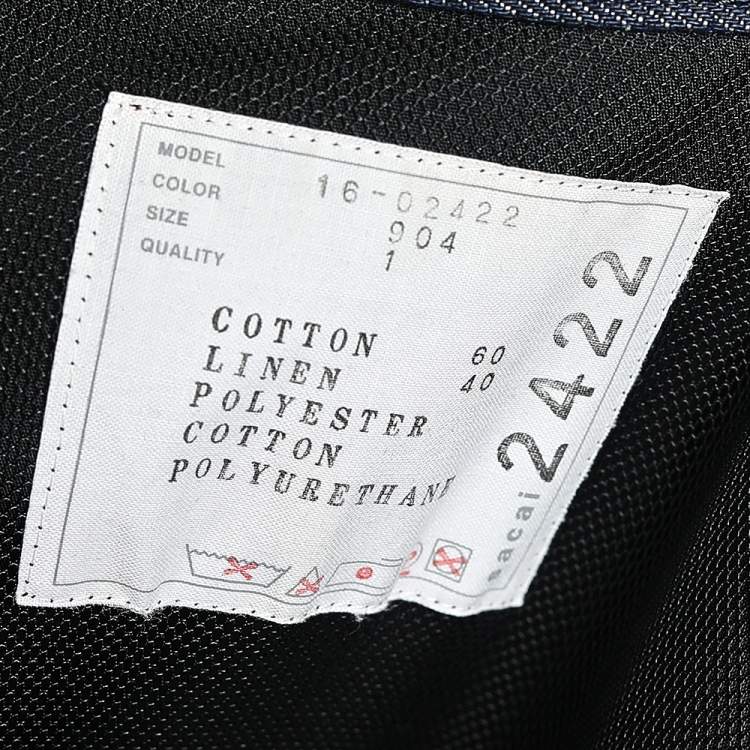 MODEL 16-02422
COLOR 904
SIZE 1
QUALITY
COTTON 60
LINEN 40
POLYESTER
COTTON
POLYURETHANE
sacai 2422